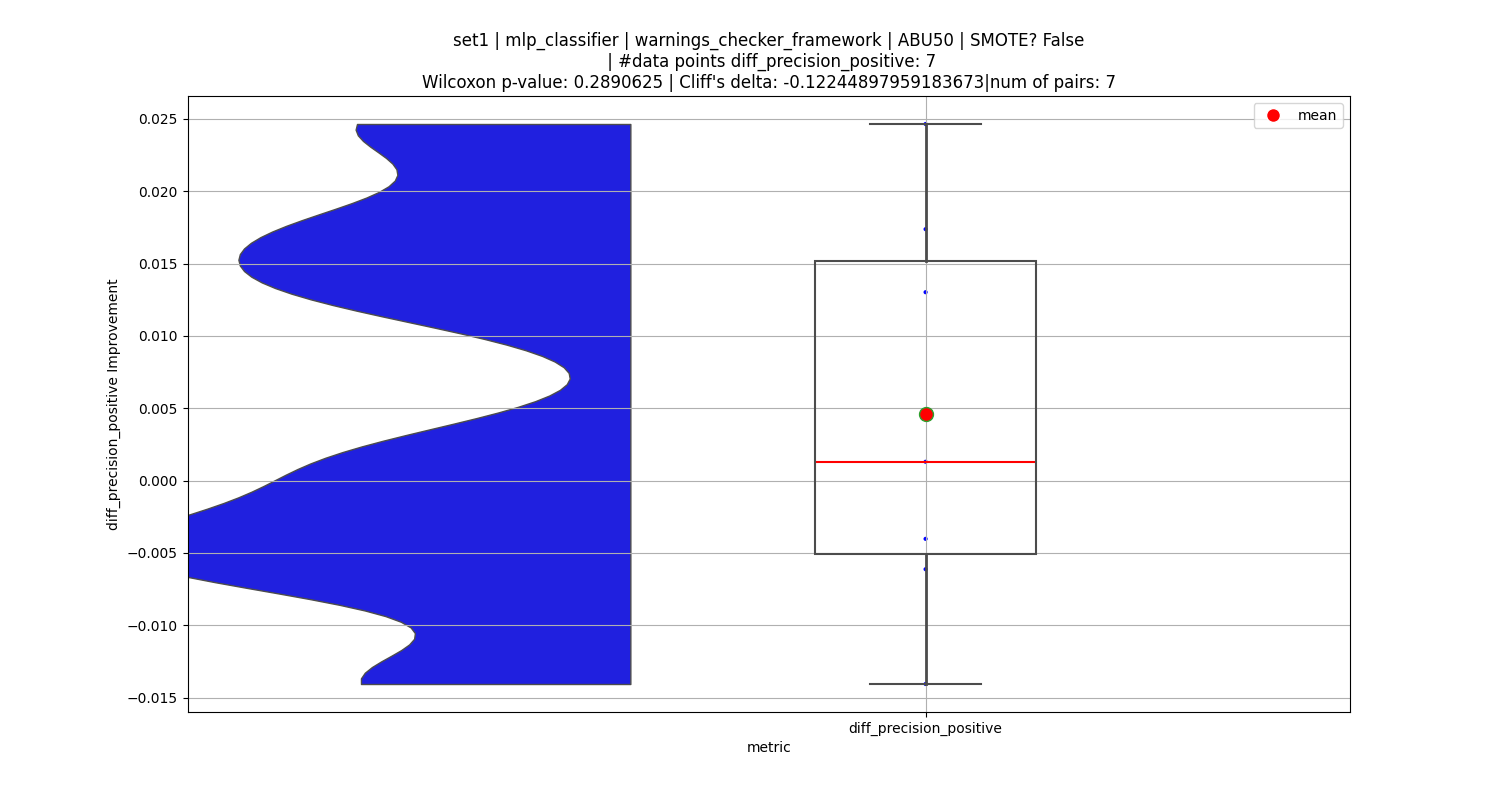 set1 | mlp_classifier | warnings_checker_framework | ABU50 | SMOTE? False
| #data points diff_precision_positive: 7
Wilcoxon p-value: 0.2890625 | Cliff's delta: -0.12244897959183673|num of pairs: 7
mean
0.025
0.020
0.015
0.010
0.005
0.000
−0.005
−0.010
−0.015
diff_precision_positive Improvement
diff_precision_positive
metric